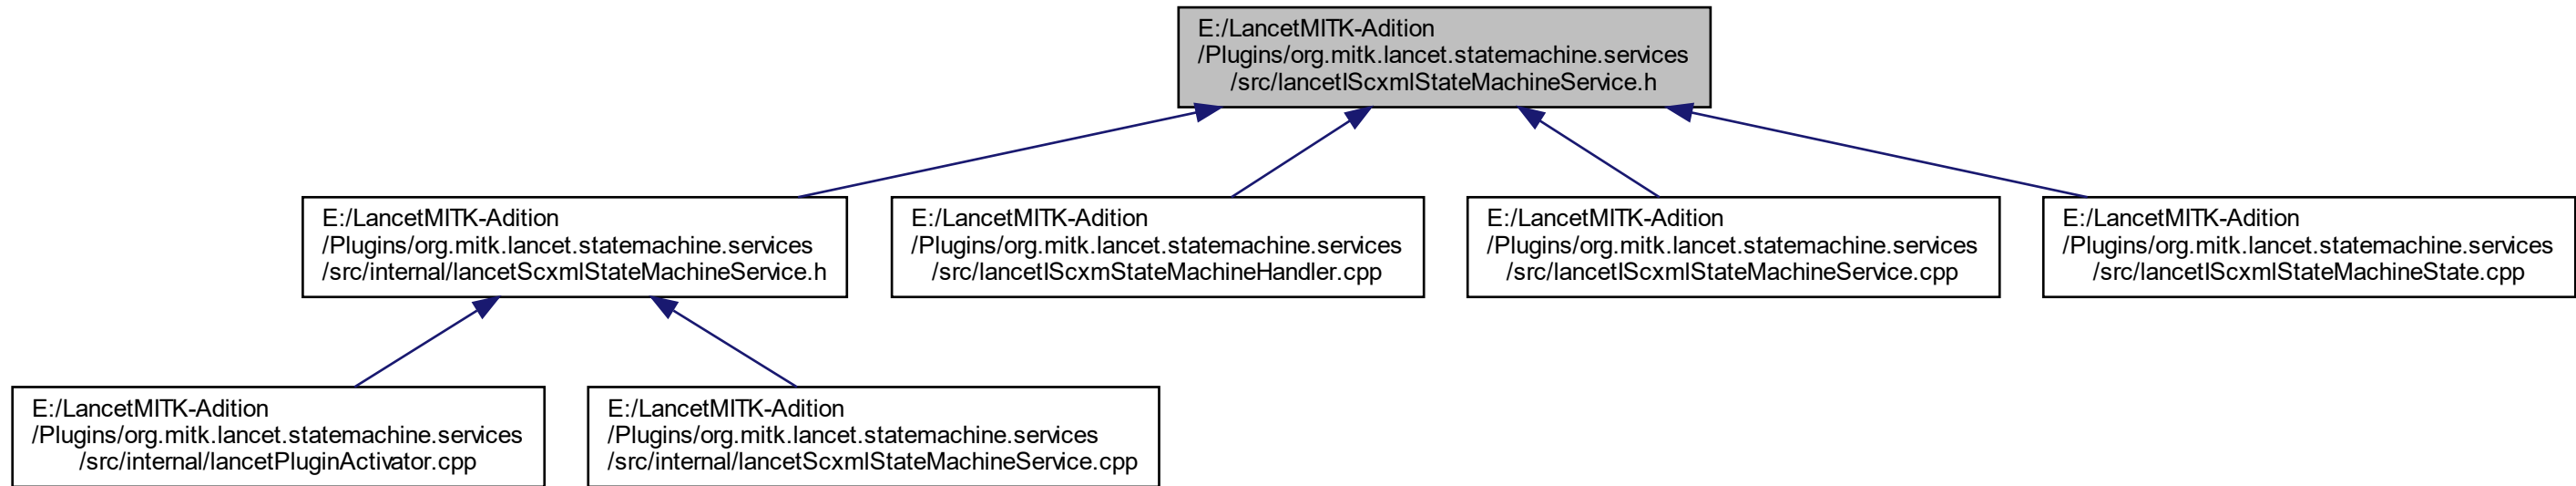 E:/LancetMITK-Adition
/Plugins/org.mitk.lancet.statemachine.services
/src/lancetIScxmlStateMachineService.h
E:/LancetMITK-Adition
/Plugins/org.mitk.lancet.statemachine.services
/src/internal/lancetScxmlStateMachineService.h
E:/LancetMITK-Adition
/Plugins/org.mitk.lancet.statemachine.services
/src/lancetIScxmStateMachineHandler.cpp
E:/LancetMITK-Adition
/Plugins/org.mitk.lancet.statemachine.services
/src/lancetIScxmlStateMachineService.cpp
E:/LancetMITK-Adition
/Plugins/org.mitk.lancet.statemachine.services
/src/lancetIScxmlStateMachineState.cpp
E:/LancetMITK-Adition
/Plugins/org.mitk.lancet.statemachine.services
/src/internal/lancetPluginActivator.cpp
E:/LancetMITK-Adition
/Plugins/org.mitk.lancet.statemachine.services
/src/internal/lancetScxmlStateMachineService.cpp